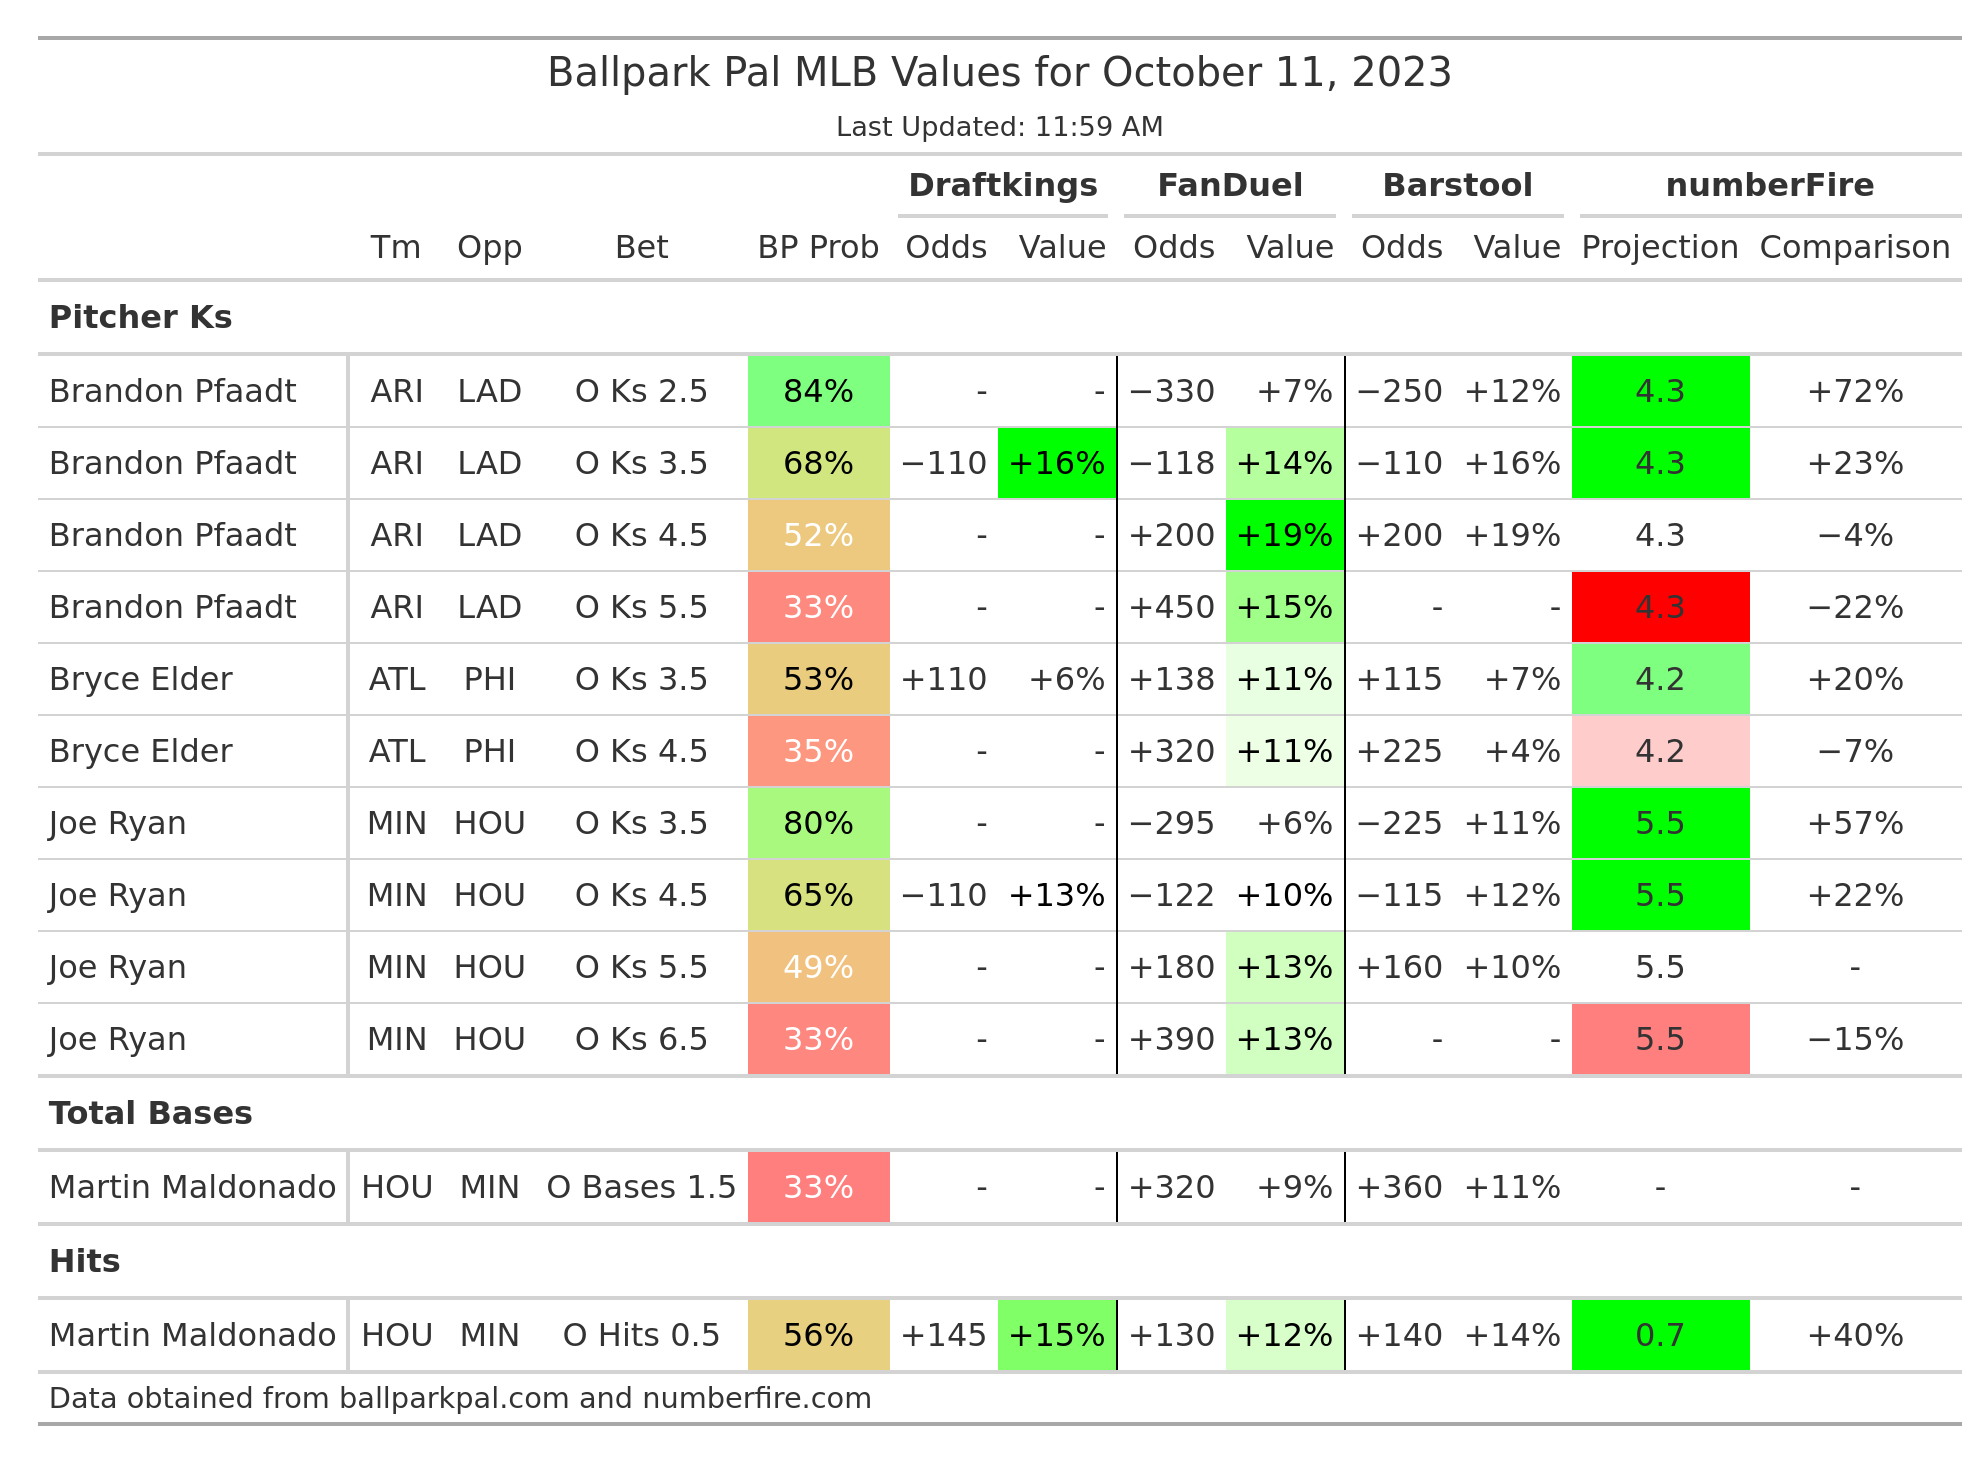 Ballpark Pal MLB Values for October 11, 2023
Last Updated: 11:59 AM
Draftkings FanDuel Barstool numberFire
Tm Opp Bet BP Prob Odds Value Odds Value Odds Value Projection Comparison
Pitcher Ks
Brandon Pfaadt ARI LAD O Ks 2.5 84% - - −330 +7% −250 +12% 4.3 +72%
Brandon Pfaadt ARI LAD O Ks 3.5 68% −110 +16% −118 +14% −110 +16% 4.3 +23%
Brandon Pfaadt ARI LAD O Ks 4.5 52% - - +200 +19% +200 +19% 4.3 −4%
Brandon Pfaadt ARI LAD O Ks 5.5 33% - - +450 +15% - - 4.3 −22%
Bryce Elder ATL PHI O Ks 3.5 53% +110 +6% +138 +11% +115 +7% 4.2 +20%
Bryce Elder ATL PHI O Ks 4.5 35% - - +320 +11% +225 +4% 4.2 −7%
Joe Ryan MIN HOU O Ks 3.5 80% - - −295 +6% −225 +11% 5.5 +57%
Joe Ryan MIN HOU O Ks 4.5 65% −110 +13% −122 +10% −115 +12% 5.5 +22%
Joe Ryan MIN HOU O Ks 5.5 49% - - +180 +13% +160 +10% 5.5 -
Joe Ryan MIN HOU O Ks 6.5 33% - - +390 +13% - - 5.5 −15%
Total Bases
Martin Maldonado HOU MIN O Bases 1.5 33% - - +320 +9% +360 +11% - -
Hits
Martin Maldonado HOU MIN O Hits 0.5 56% +145 +15% +130 +12% +140 +14% 0.7 +40%
Data obtained from ballparkpal.com and numberfire.com